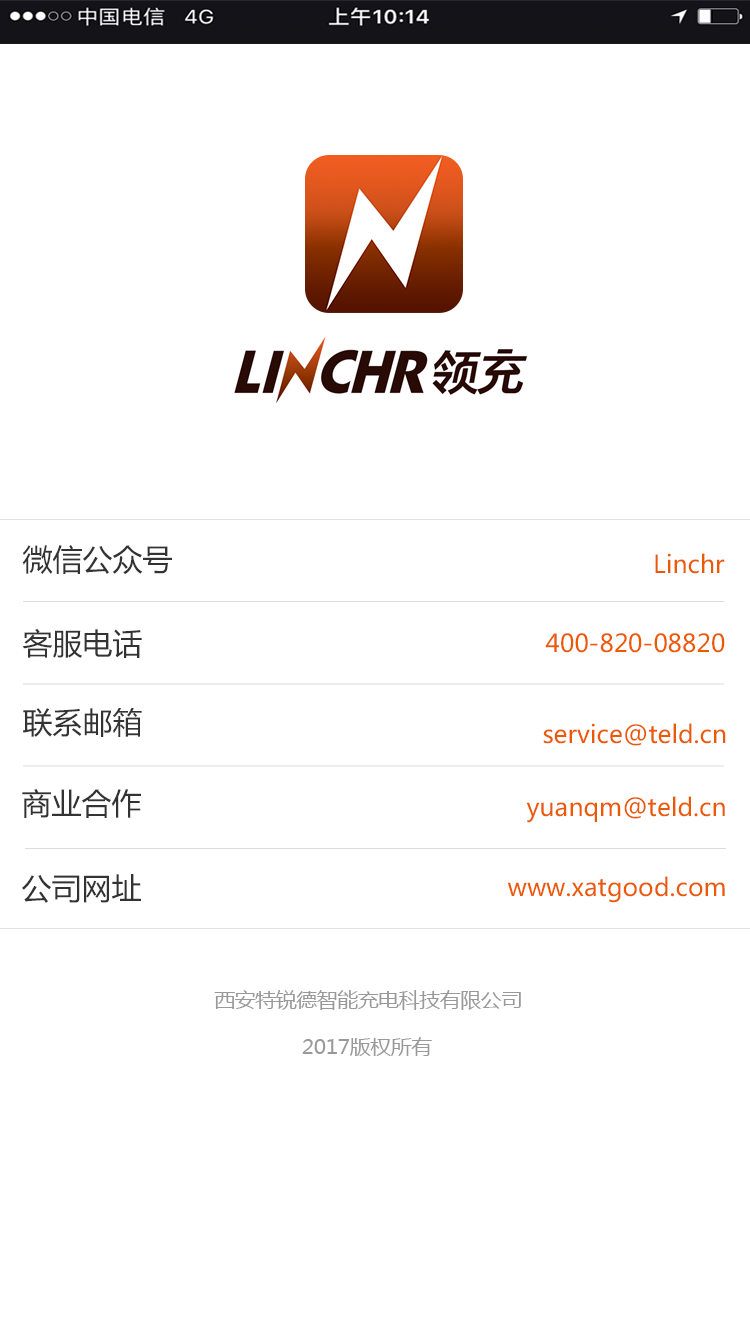 中国电信 4G 上午10:14
LINCHR领充
微信公众号 Linchr
客服电话 400-820-08820
联系邮箱 service@teld.cn
商业合作 yuanqm@teld.cn
公司网址 www.xatgood.com
西安特锐德智能充电科技有限公司
2017版权所有